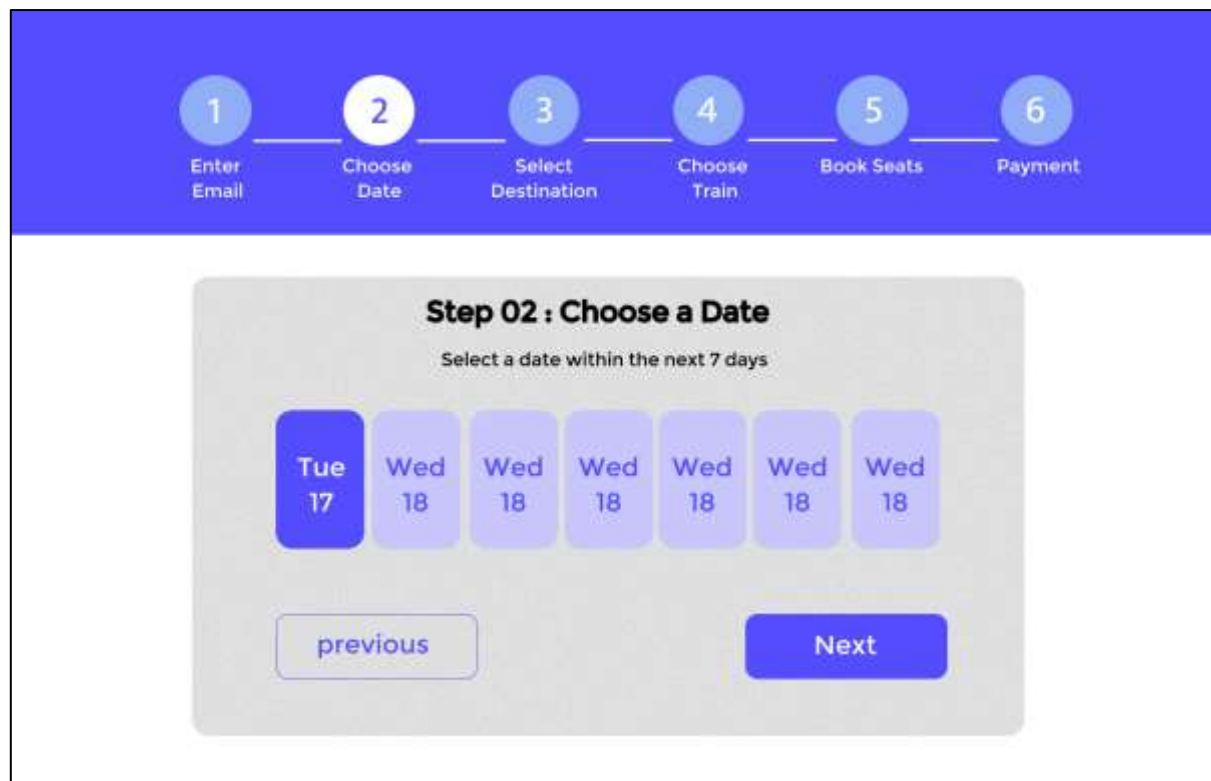 1 2 3 4 5 6
Enter Choose Select Choose Book Seats Payment
Email Date Destination Train
Step 02 : Choose a Date
Select a date within the next 7 days
Tue Wed Wed Wed Wed Wed Wed
17 18 18 18 18 18 18
previous Next